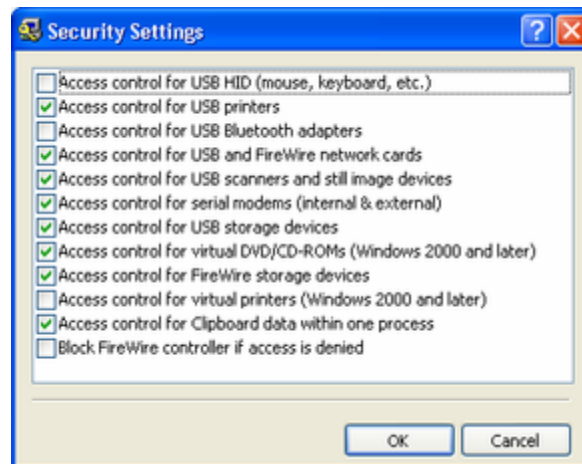 Security Settings
Access control for USB HID (mouse, keyboard, etc.)
Access control for USB printers
Access control for USB Bluetooth adapters
Access control for USB and FireWire network cards
Access control for USB scanners and still image devices
Access control for serial modems (internal & external)
Access control for USB storage devices
Access control for virtual DVD/CD-ROMs (Windows 2000 and later)
Access control for FireWire storage devices
Access control for virtual printers (Windows 2000 and later)
Access control for Clipboard data within one process
Block FireWire controller if access is denied
OK Cancel